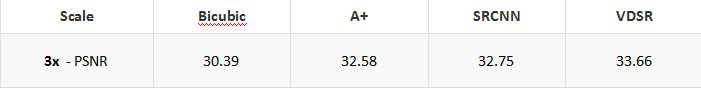 Scale Bicubic A+ SRCNN VDSR
3x - PSNR 30.39 32.58 32.75 33.66